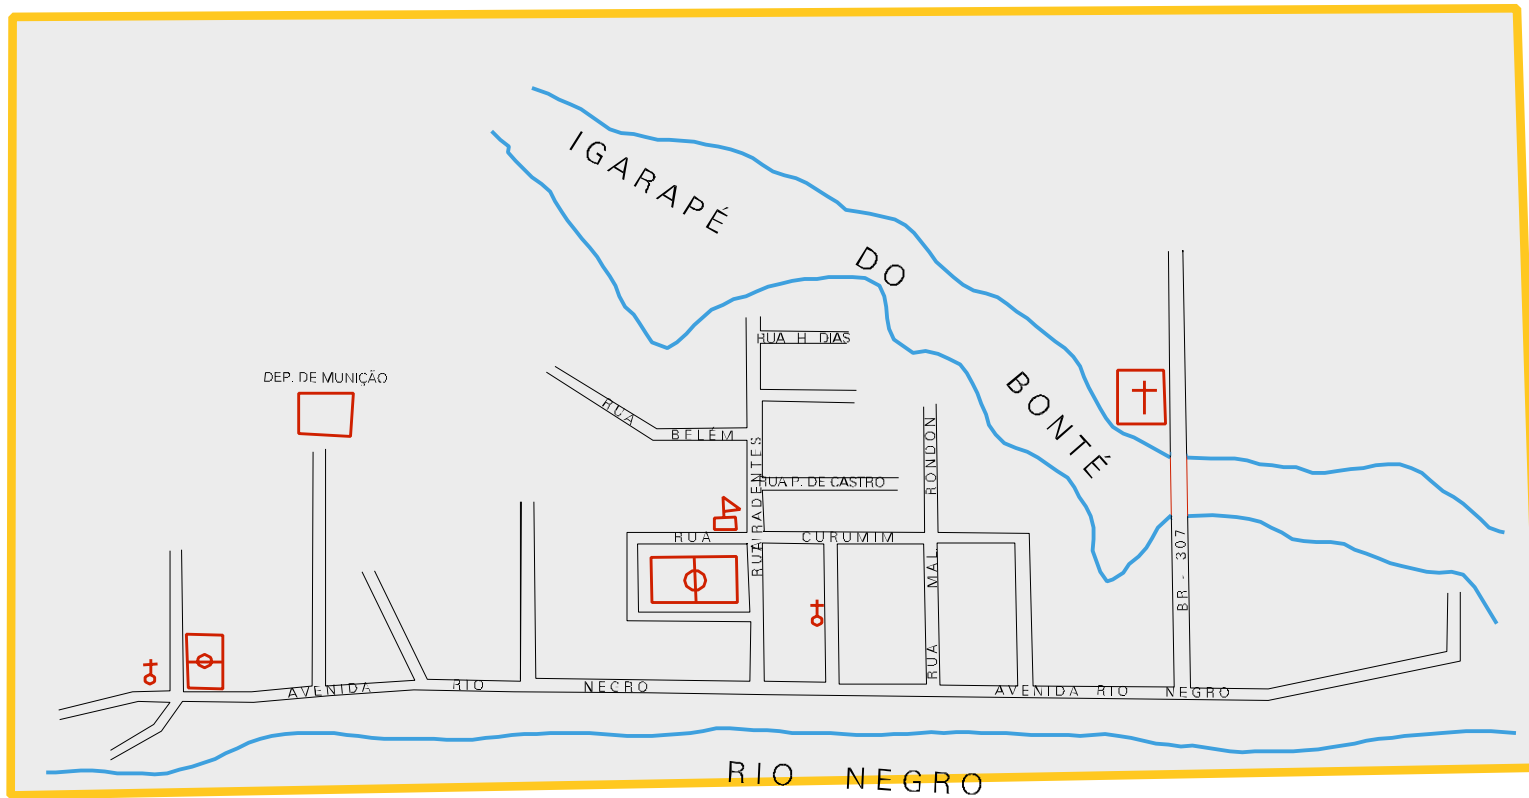 IGARAPÉ DO BONTÉ
RUA H DIAS
DEP. DE MUNIÇÃO
RUA BELÉM
RUA TIRADENTES
RUA P. DE CASTRO
RUA MAL. RONDON
RUA CURUMIM
BR - 307
AVENIDA RIO NEGRO
AVENIDA RIO NEGRO
RIO NEGRO